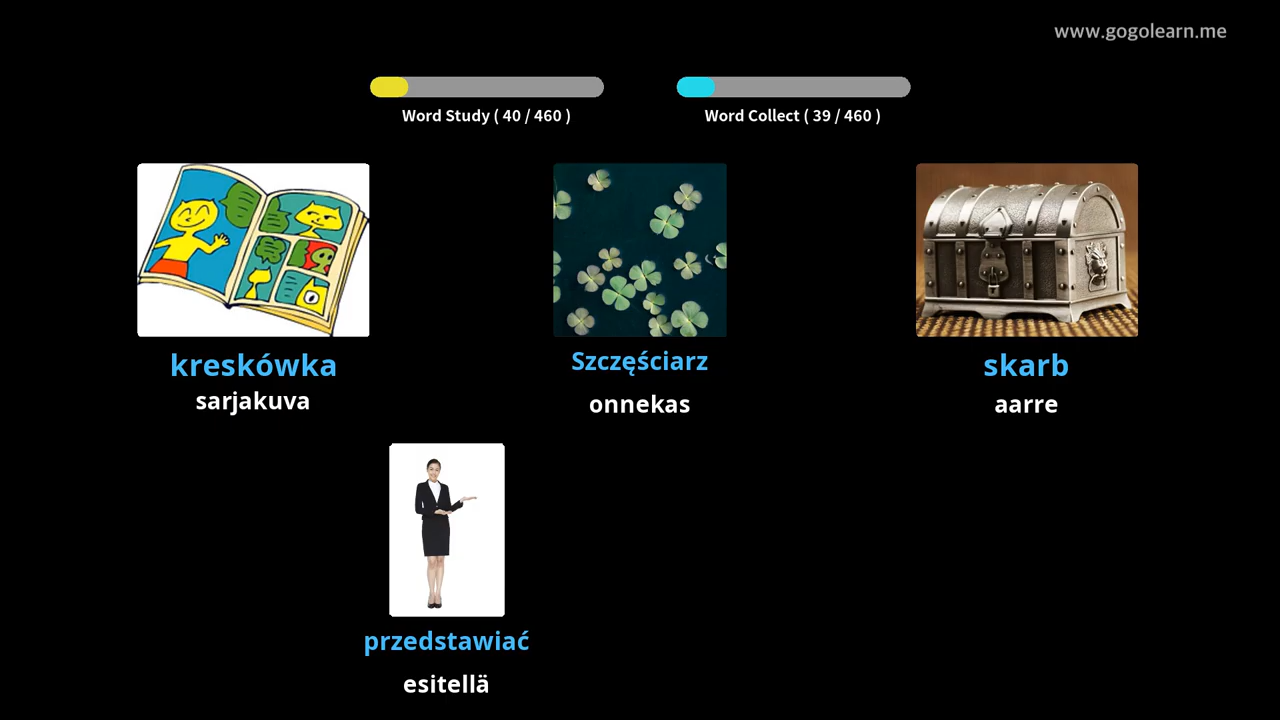 www.gogolearn.me
Word Study ( 40 / 460 )
Word Collect ( 39 / 460 )
kreskówka
sarjakuva
Szczęściarz
onnekas
skarb
aarre
przedstawiać
esitellä